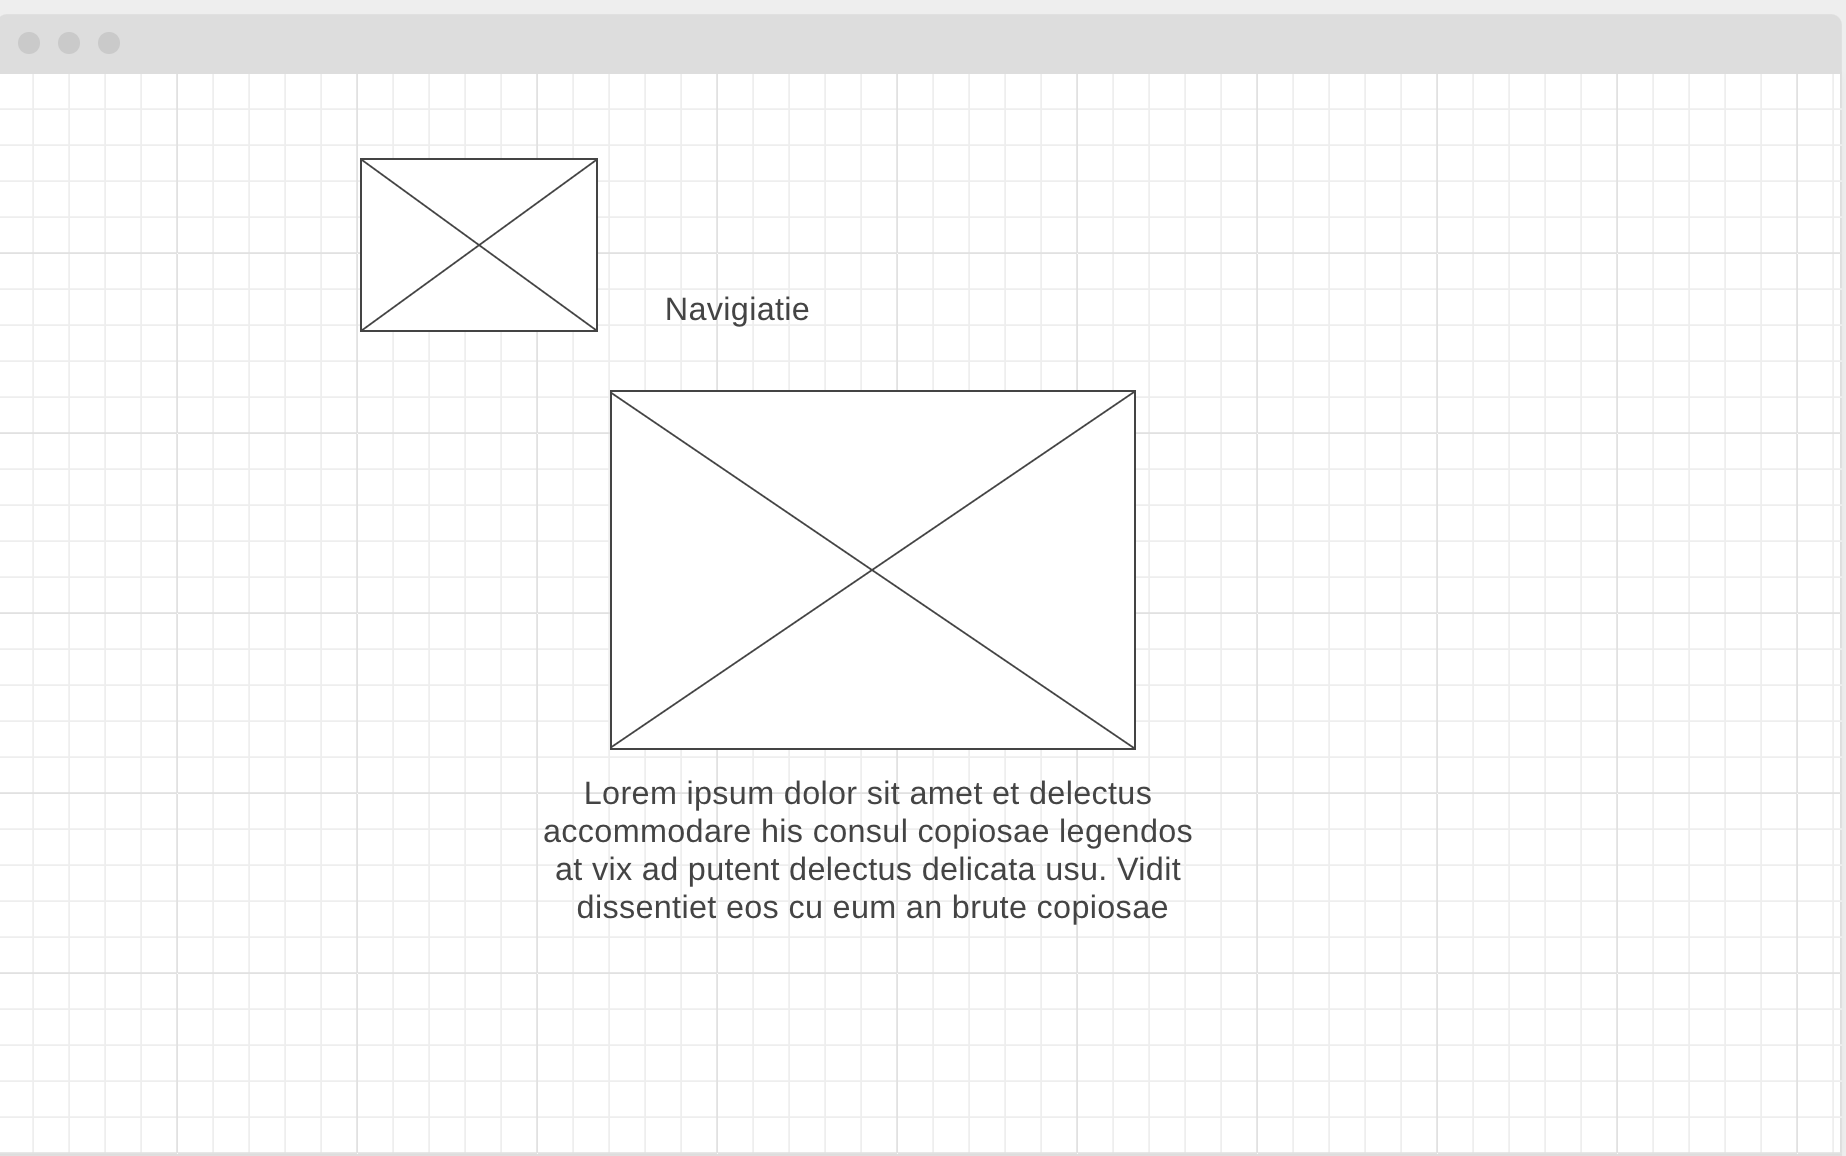 Navigiatie
Lorem ipsum dolor sit amet et delectus
accommodare his consul copiosae legendos
at vix ad putent delectus delicata usu. Vidit
dissentiet eos cu eum an brute copiosae